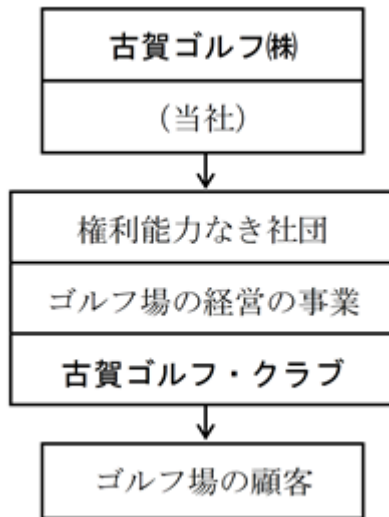 古賀ゴルフ㈱
(当社)
権利能力なき社団
ゴルフ場の経営の事業
古賀ゴルフ・クラブ
ゴルフ場の顧客